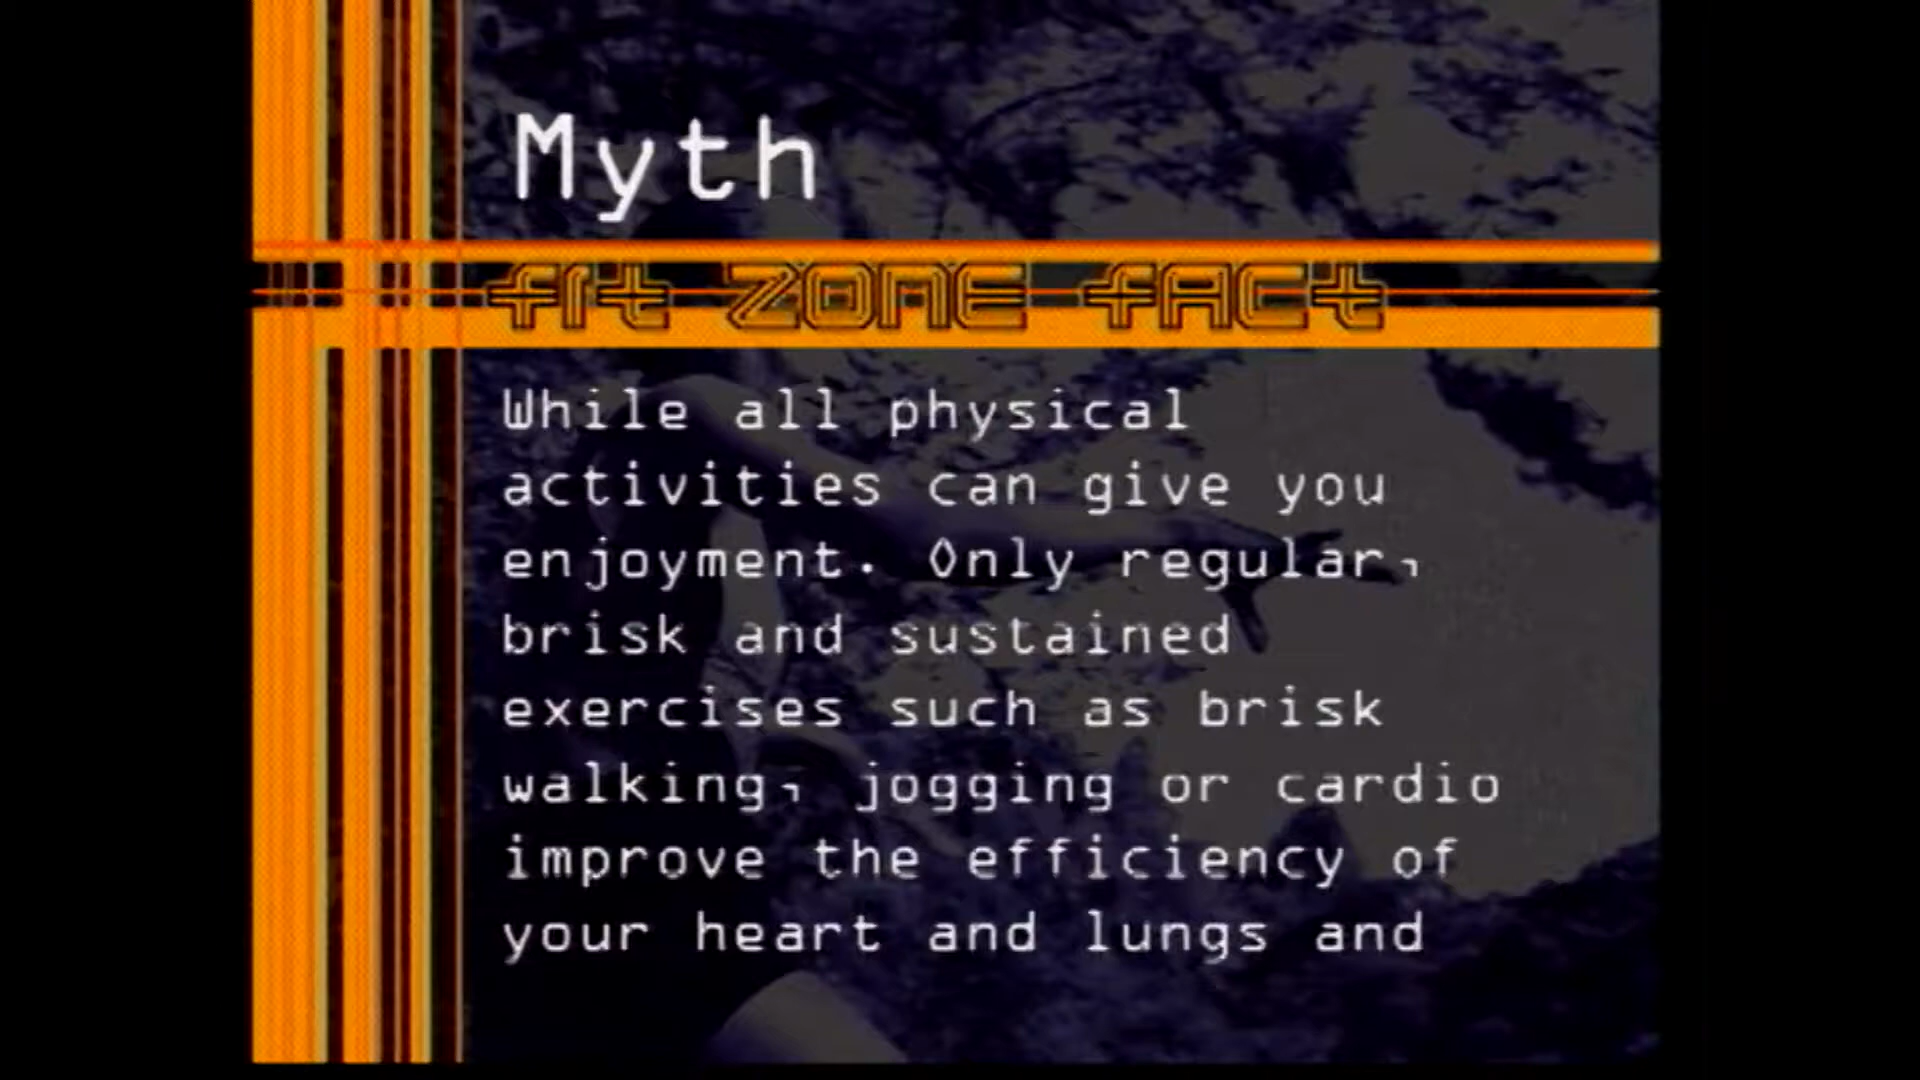 Myth
fit zone fact
While all physical
activities can give you
enjoyment. Only regular,
brisk and sustained
exercises such as brisk
walking, jogging or cardio
improve the efficiency of
your heart and lungs and